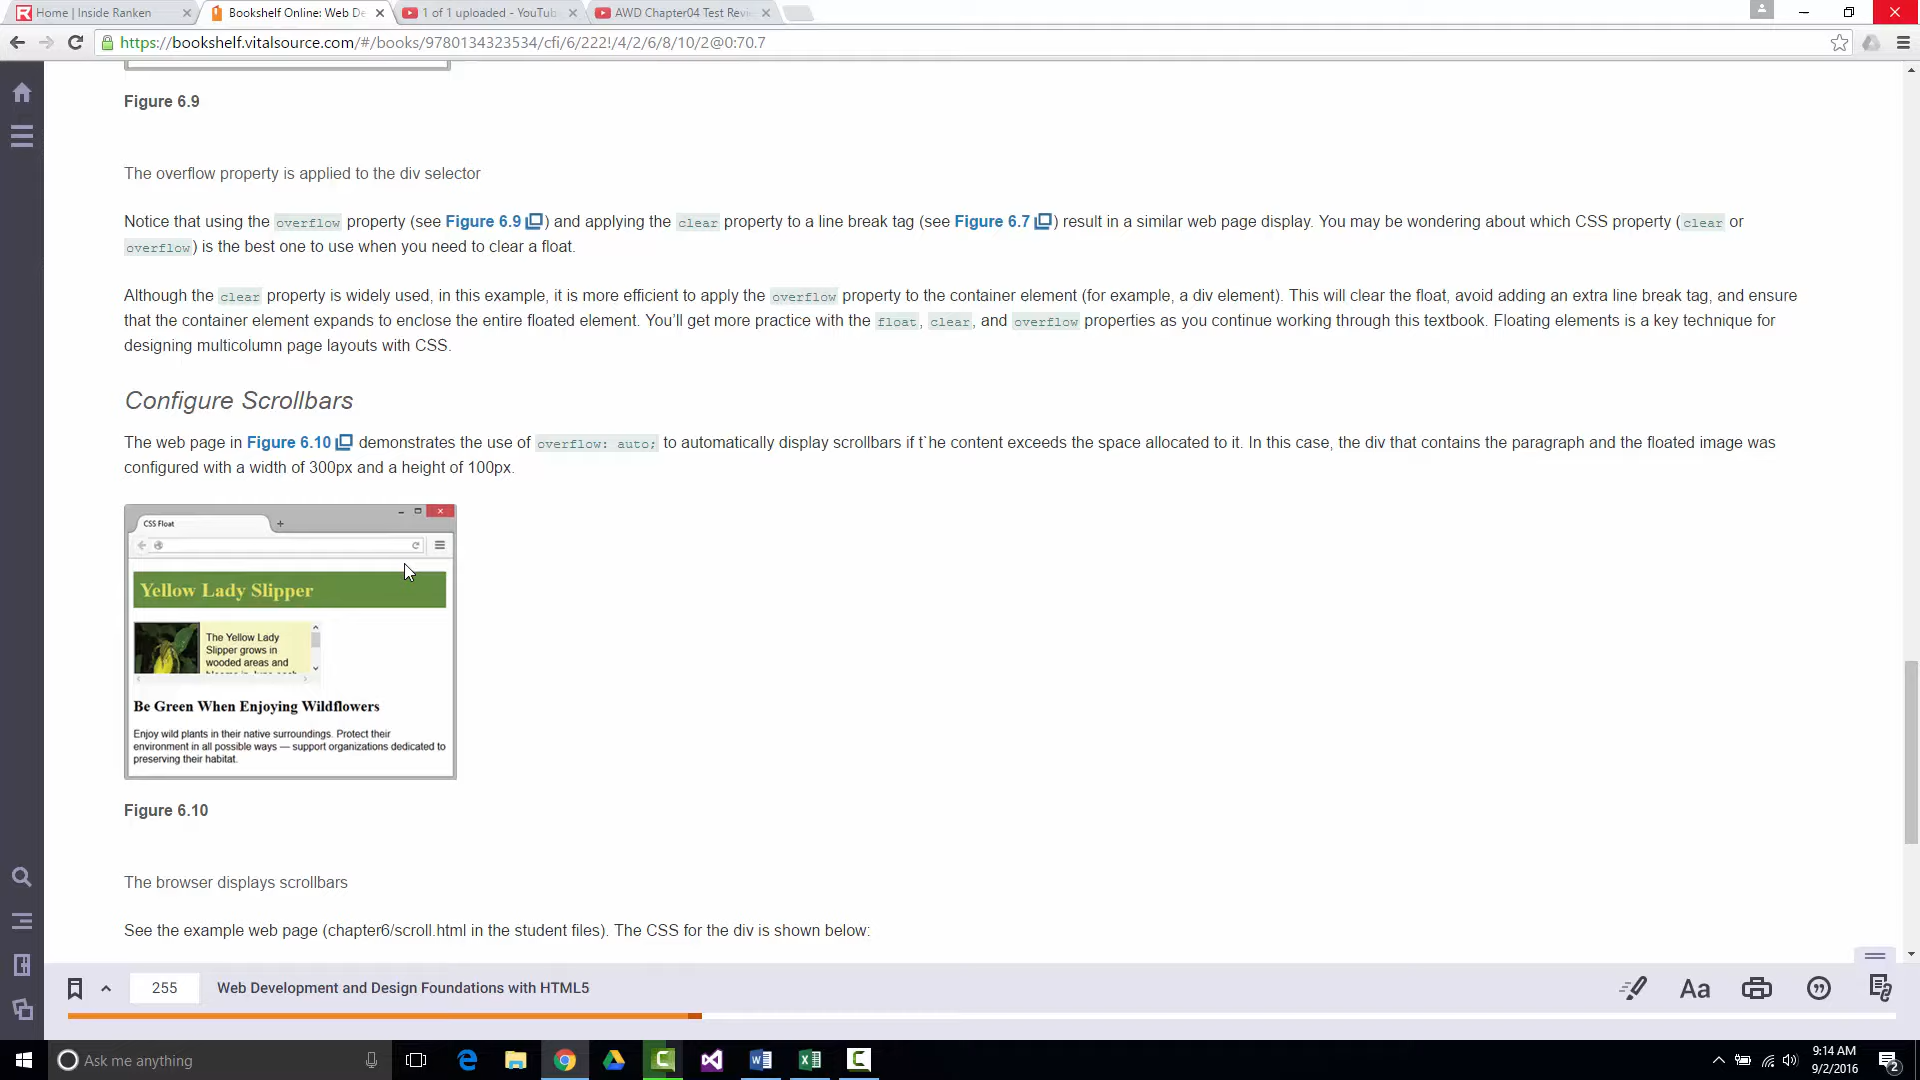 Home | Inside Ranken
Bookshelf Online: Web De
1 of 1 uploaded - YouTub
AWD Chapter04 Test Revi
https://bookshelf.vitalsource.com/#/books/9780134323534/cfi/6/222!/4/2/6/8/10/2@0:70.7
Figure 6.9
The overflow property is applied to the div selector
Notice that using the overflow property (see Figure 6.9) and applying the clear property to a line break tag (see Figure 6.7) result in a similar web page display. You may be wondering about which CSS property (clear or
overflow) is the best one to use when you need to clear a float.
Although the clear property is widely used, in this example, it is more efficient to apply the overflow property to the container element (for example, a div element). This will clear the float, avoid adding an extra line break tag, and ensure
that the container element expands to enclose the entire floated element. You’ll get more practice with the float, clear, and overflow properties as you continue working through this textbook. Floating elements is a key technique for
designing multicolumn page layouts with CSS.
Configure Scrollbars
The web page in Figure 6.10 demonstrates the use of overflow: auto; to automatically display scrollbars if t`he content exceeds the space allocated to it. In this case, the div that contains the paragraph and the floated image was
configured with a width of 300px and a height of 100px.
CSS Float
Yellow Lady Slipper
The Yellow Lady
Slipper grows in
wooded areas and
Be Green When Enjoying Wildflowers
Enjoy wild plants in their native surroundings. Protect their
environment in all possible ways — support organizations dedicated to
preserving their habitat.
Figure 6.10
The browser displays scrollbars
See the example web page (chapter6/scroll.html in the student files). The CSS for the div is shown below:
255
Web Development and Design Foundations with HTML5
Aa
Ask me anything
9:14 AM
9/2/2016
2